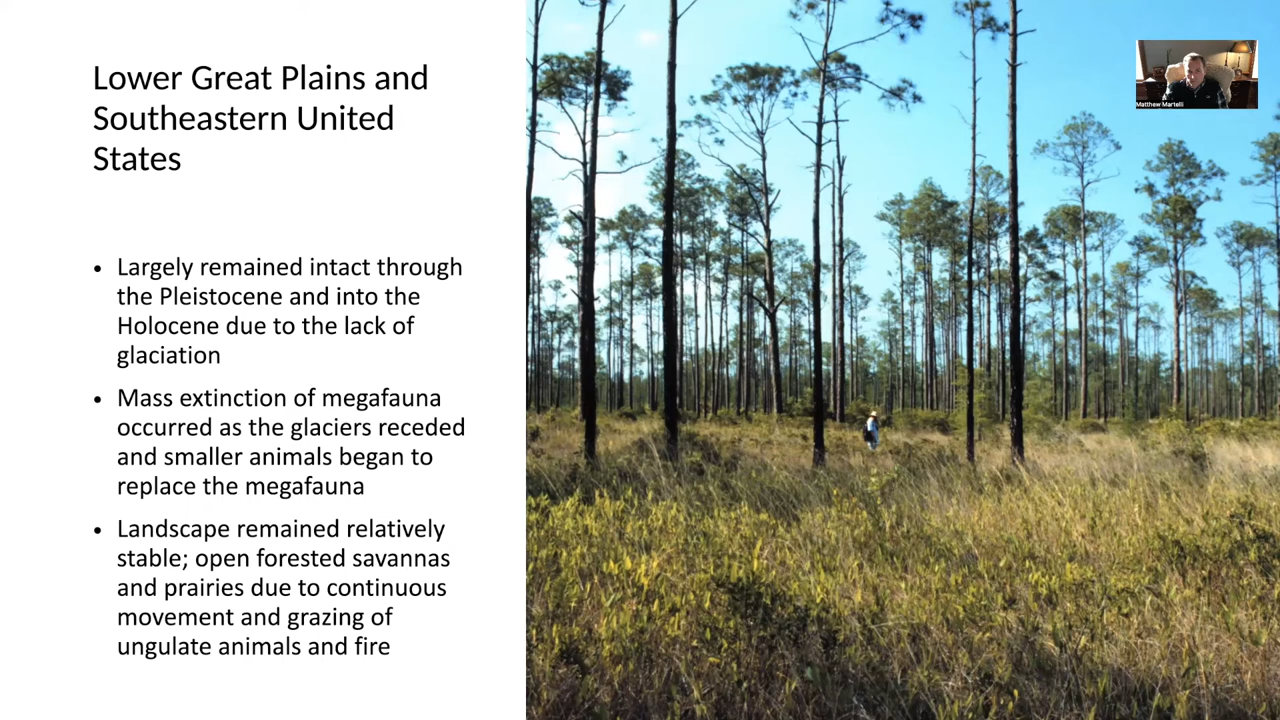 Lower Great Plains and
Southeastern United
States
Matthew Martelli
• Largely remained intact through
the Pleistocene and into the
Holocene due to the lack of
glaciation
• Mass extinction of megafauna
occurred as the glaciers receded
and smaller animals began to
replace the megafauna
• Landscape remained relatively
stable; open forested savannas
and prairies due to continuous
movement and grazing of
ungulate animals and fire